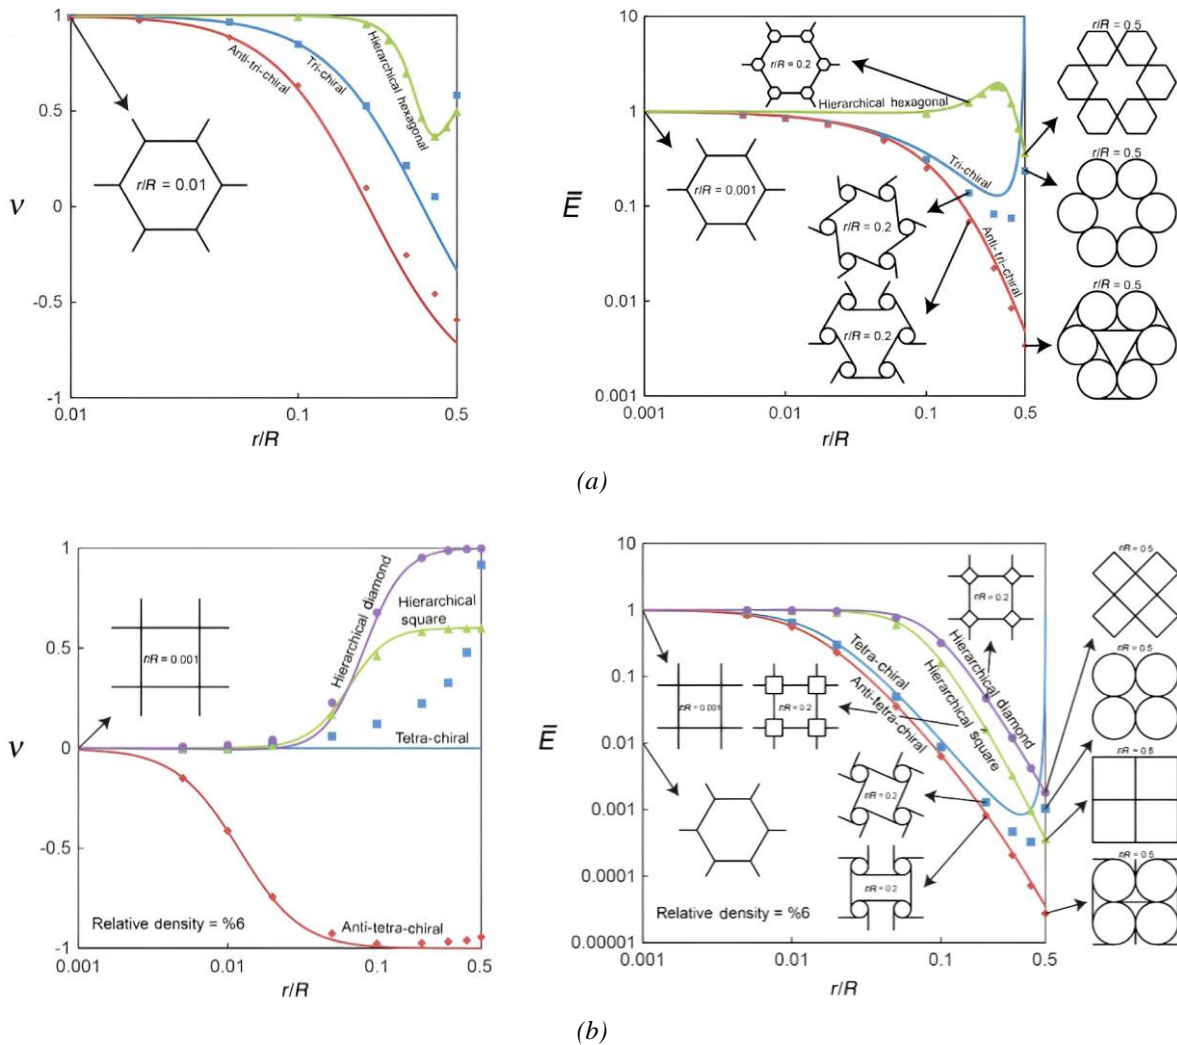 1
0.5
ν
0
-0.5
-1
0.01
0.1
0.5
r/R
Anti-tri-chiral
Tri-chiral
Hierarchical hexagonal
r/R = 0.01
10
1
Ē
0.1
0.01
0.001
0.001
0.01
0.1
0.5
r/R
r/R = 0.2
Hierarchical hexagonal
r/R = 0.001
Tri-chiral
r/R = 0.2
Anti-tri-chiral
r/R = 0.2
r/R = 0.5
r/R = 0.5
r/R = 0.5
(a)
1
0.5
ν
0
-0.5
-1
0.001
0.01
0.1
0.5
r/R
Hierarchical diamond
Hierarchical
square
r/R = 0.001
Tetra-chiral
Relative density = %6
Anti-tetra-chiral
10
1
0.1
Ē
0.01
0.001
0.0001
0.00001
0.001
0.01
0.1
0.5
r/R
r/R = 0.2
Tetra-chiral
Anti-tetra-chiral
Hierarchical square
Hierarchical diamond
r/R = 0.001
r/R = 0.2
r/R = 0.2
r/R = 0.2
Relative density = %6
r/R = 0.5
r/R = 0.5
r/R = 0.5
r/R = 0.5
(b)